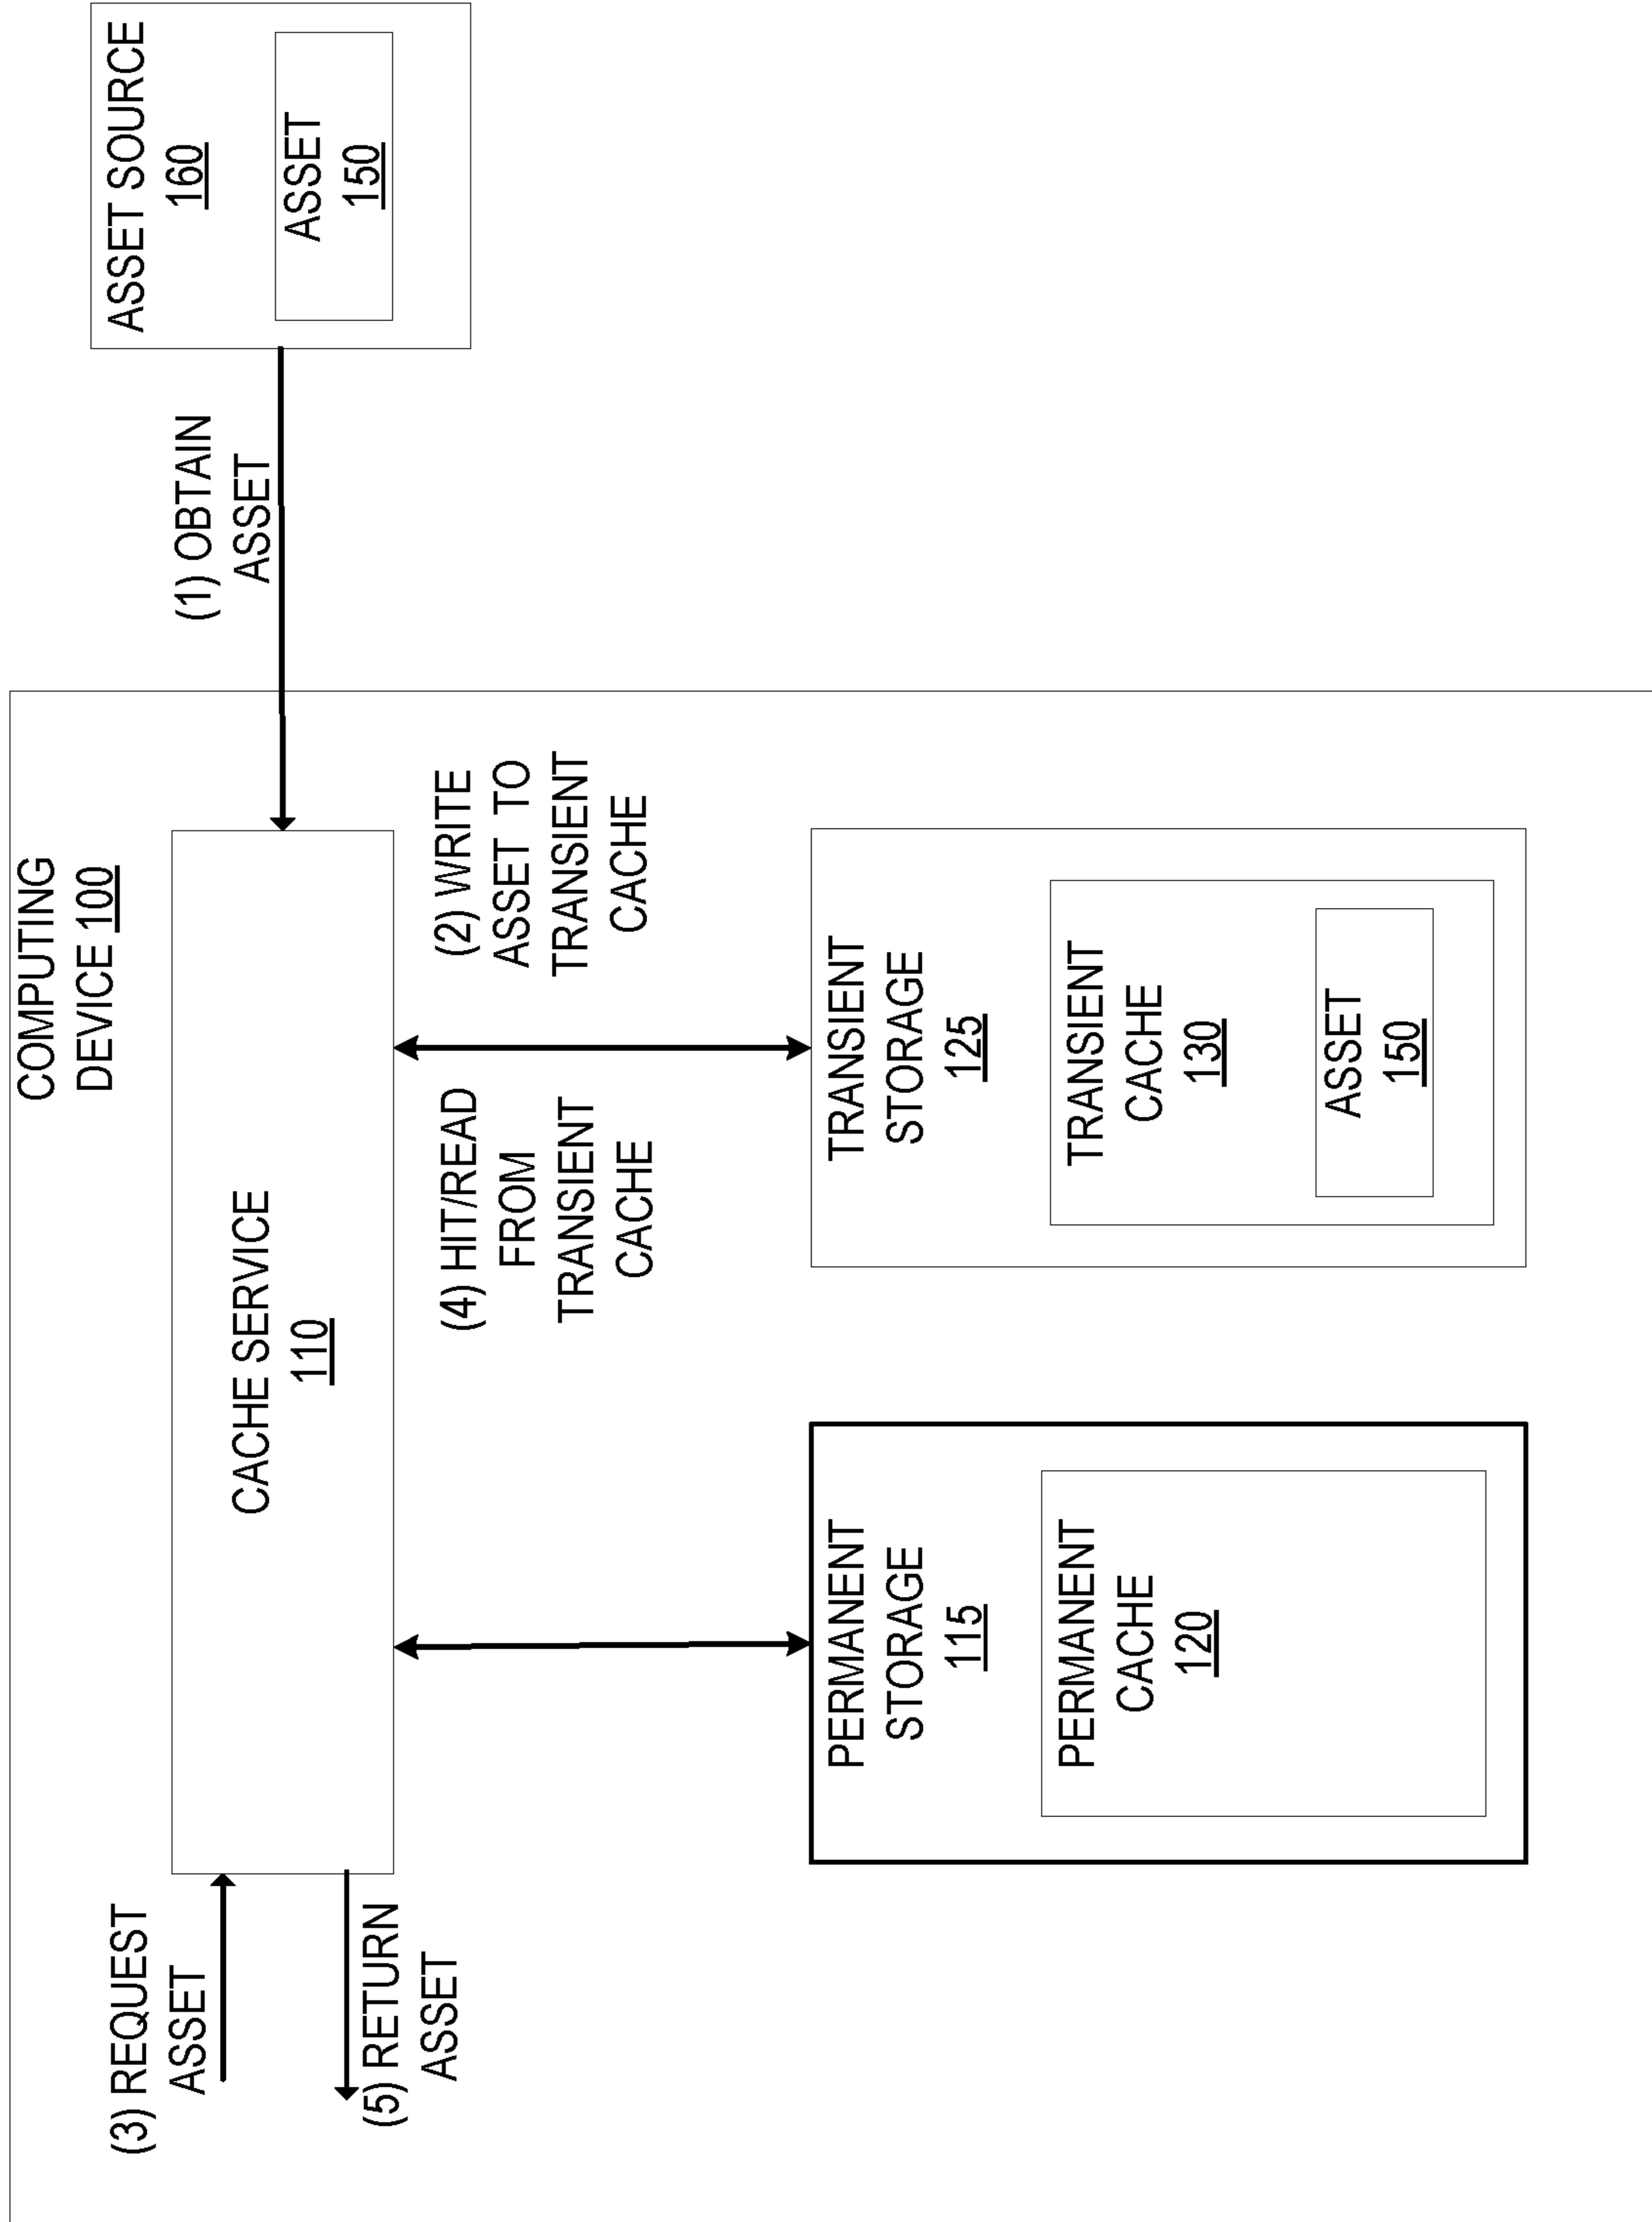 COMPUTING
DEVICE 100
(3) REQUEST
ASSET
(5) RETURN
ASSET
CACHE SERVICE
110
(1) OBTAIN
ASSET
ASSET SOURCE
160
ASSET
150
(4) HIT/READ
FROM
TRANSIENT
CACHE
(2) WRITE
ASSET TO
TRANSIENT
CACHE
PERMANENT
STORAGE
115
PERMANENT
CACHE
120
TRANSIENT
STORAGE
125
TRANSIENT
CACHE
130
ASSET
150